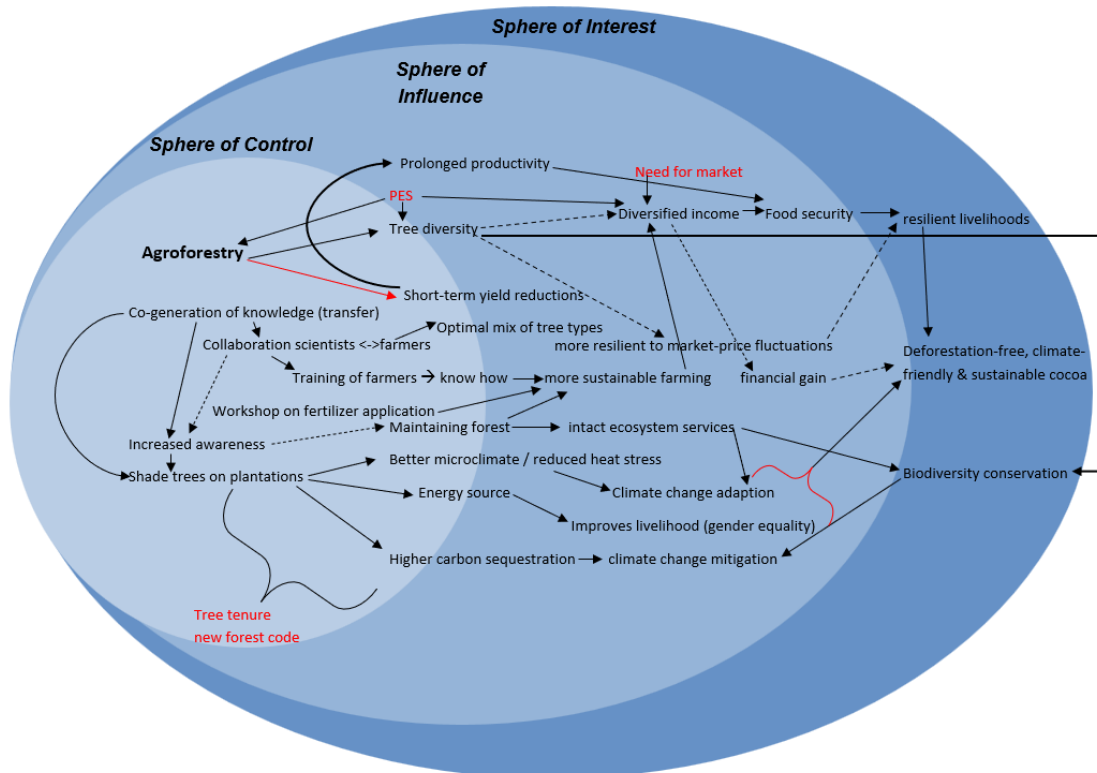 Sphere of Interest
Sphere of
Influence
Sphere of Control
Prolonged productivity
Need for market
PES
Diversified income
Food security
resilient livelihoods
Tree diversity
Agroforestry
Short-term yield reductions
Co-generation of knowledge (transfer)
Optimal mix of tree types
Collaboration scientists <->farmers
more resilient to market-price fluctuations
Deforestation-free, climate-
friendly & sustainable cocoa
Training of farmers → know how
more sustainable farming
financial gain
Workshop on fertilizer application
Maintaining forest
intact ecosystem services
Increased awareness
Better microclimate / reduced heat stress
Shade trees on plantations
Biodiversity conservation
Energy source
Climate change adaption
Improves livelihood (gender equality)
Higher carbon sequestration
climate change mitigation
Tree tenure
new forest code